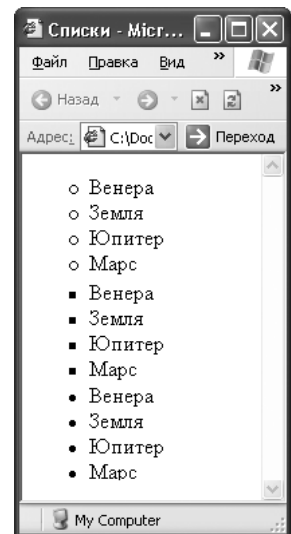 Списки - Micr...
Файл Правка Вид »
Назад »
Адрес: C:\Doc Переход
Венера
Земля
Юпитер
Марс
Венера
Земля
Юпитер
Марс
Венера
Земля
Юпитер
Марс
My Computer